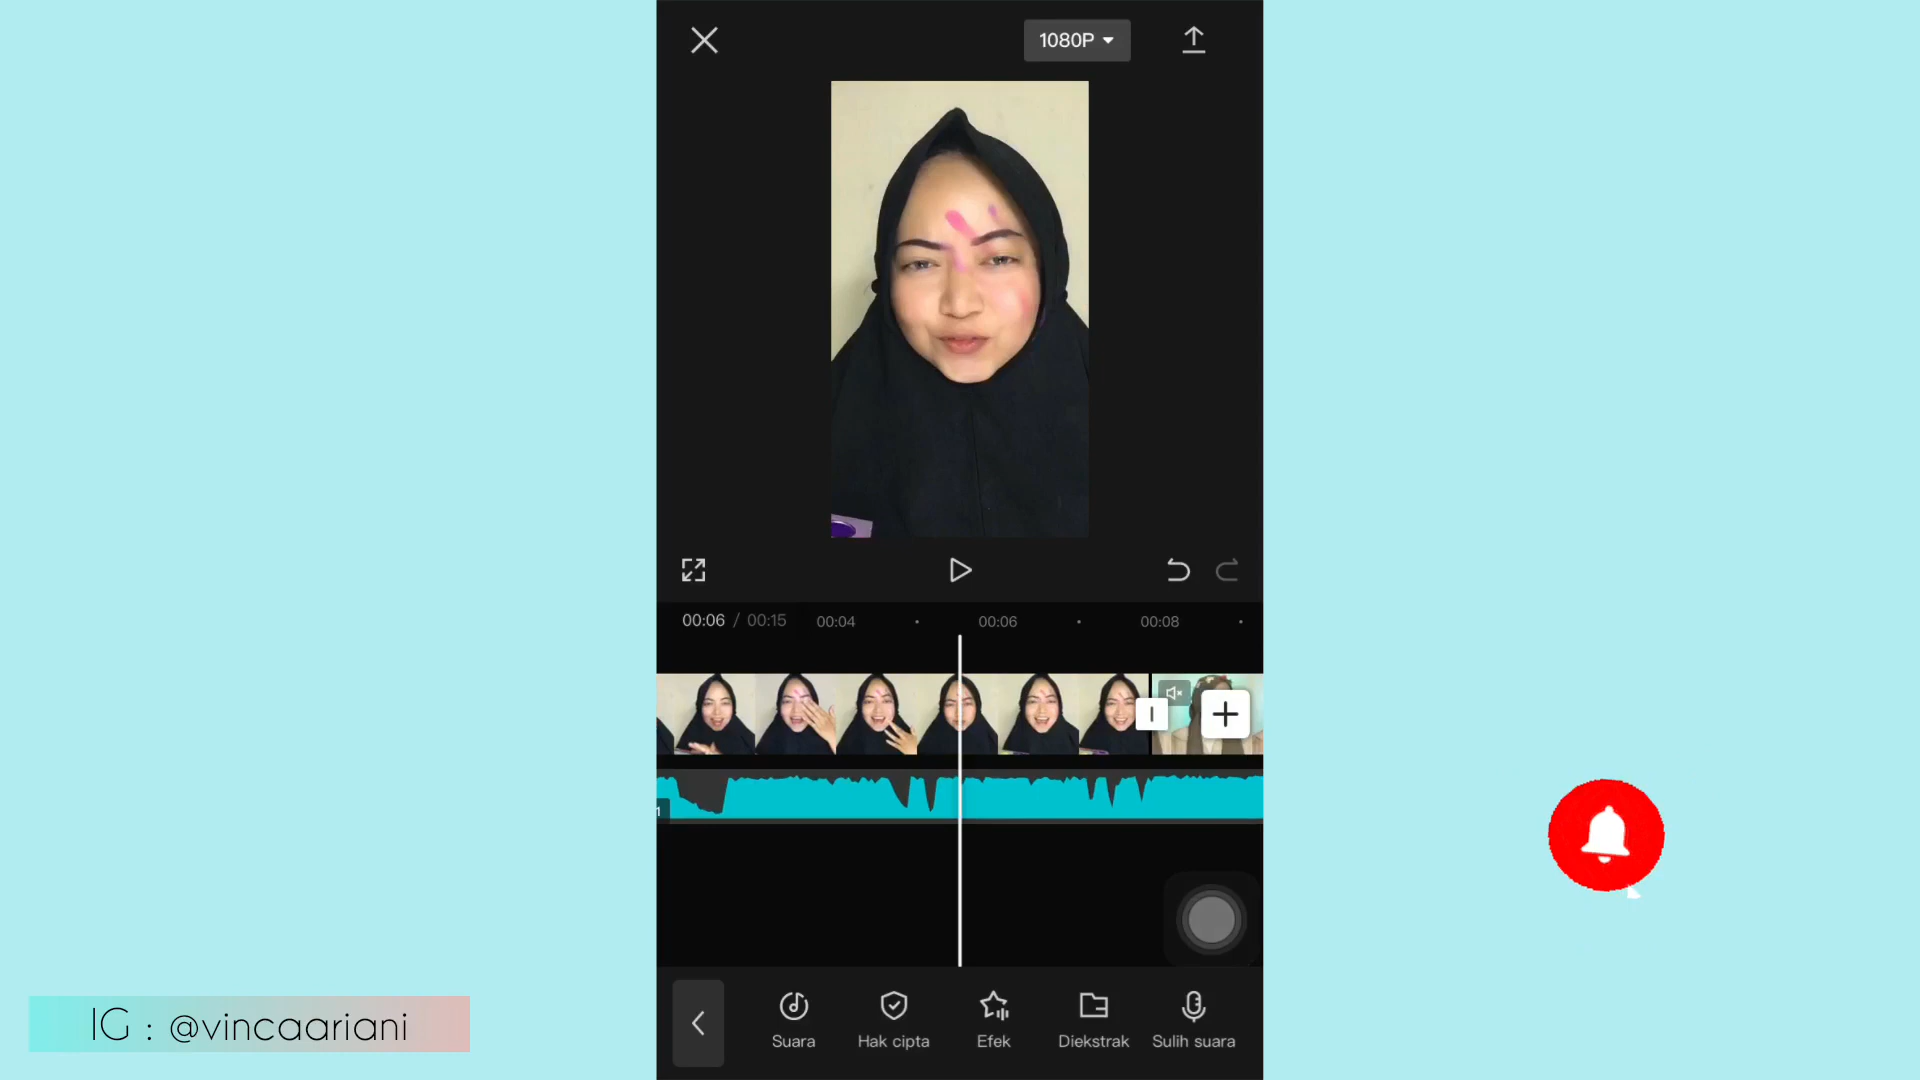 1080P
00:06 / 00:15
00:04
00:06
00:08
Suara
Hak cipta
Efek
Diekstrak
Sulih suara
IG : @vincaariani